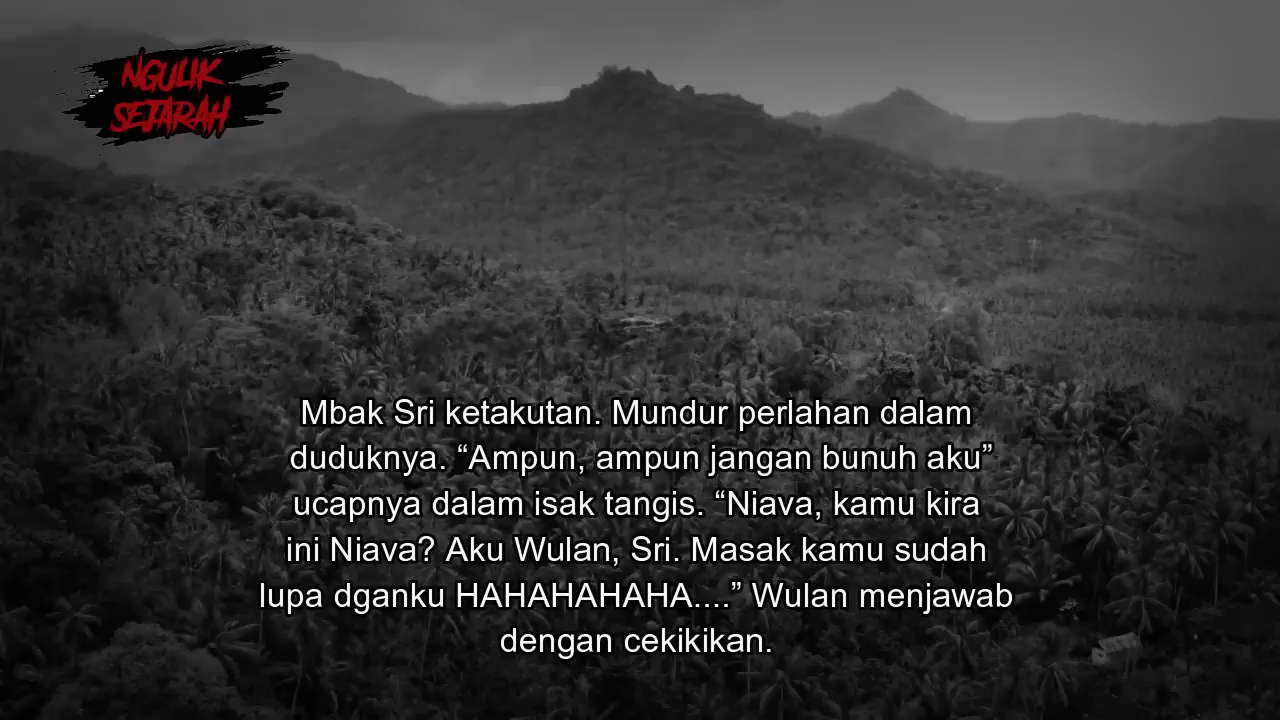 NGULIK
SEJARAH
Mbak Sri ketakutan. Mundur perlahan dalam
duduknya. “Ampun, ampun jangan bunuh aku”
ucapnya dalam isak tangis. “Niava, kamu kira
ini Niava? Aku Wulan, Sri. Masak kamu sudah
lupa dganku HAHAHAHAHA....” Wulan menjawab
dengan cekikikan.